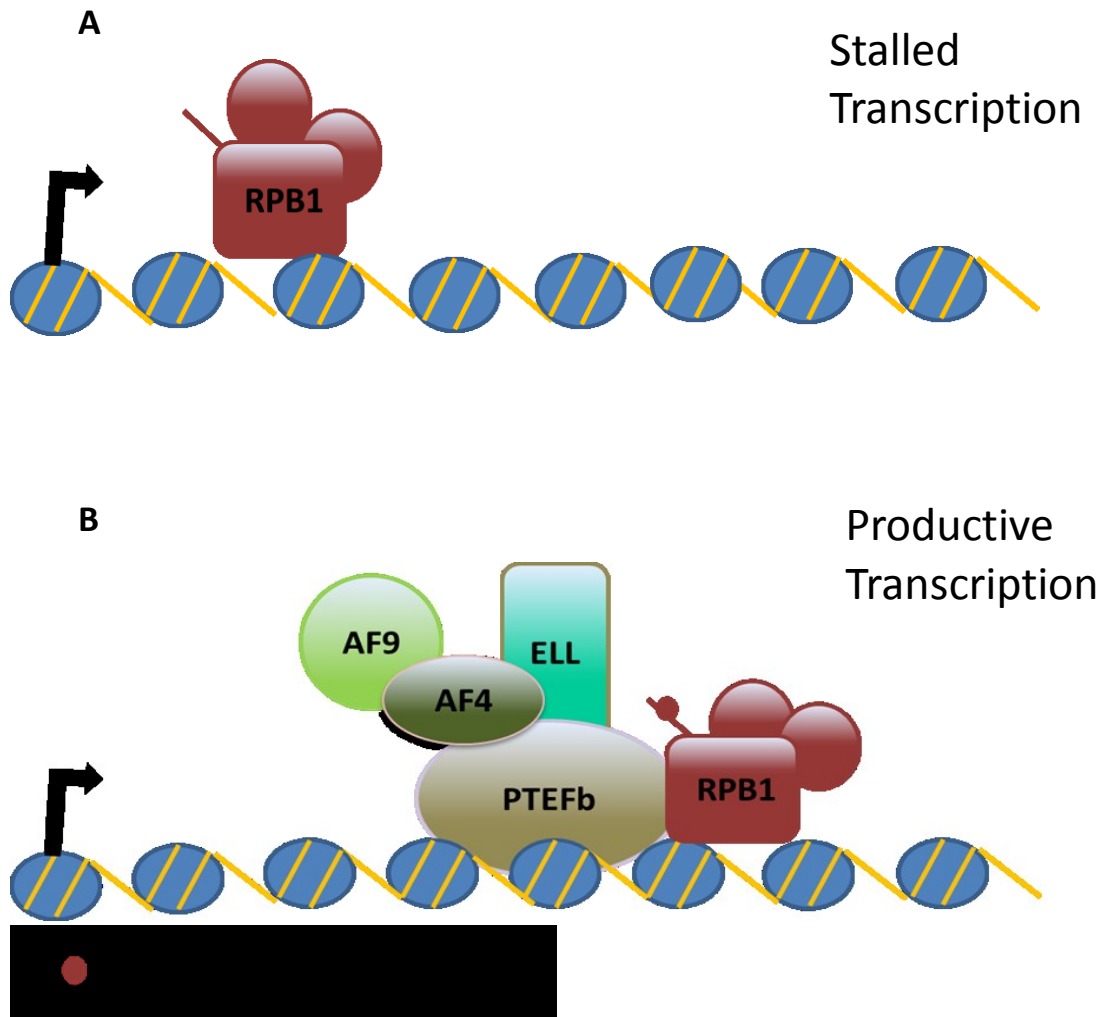 A
Stalled
Transcription
RPB1
B
Productive
Transcription
AF9
ELL
AF4
PTEFb
RPB1